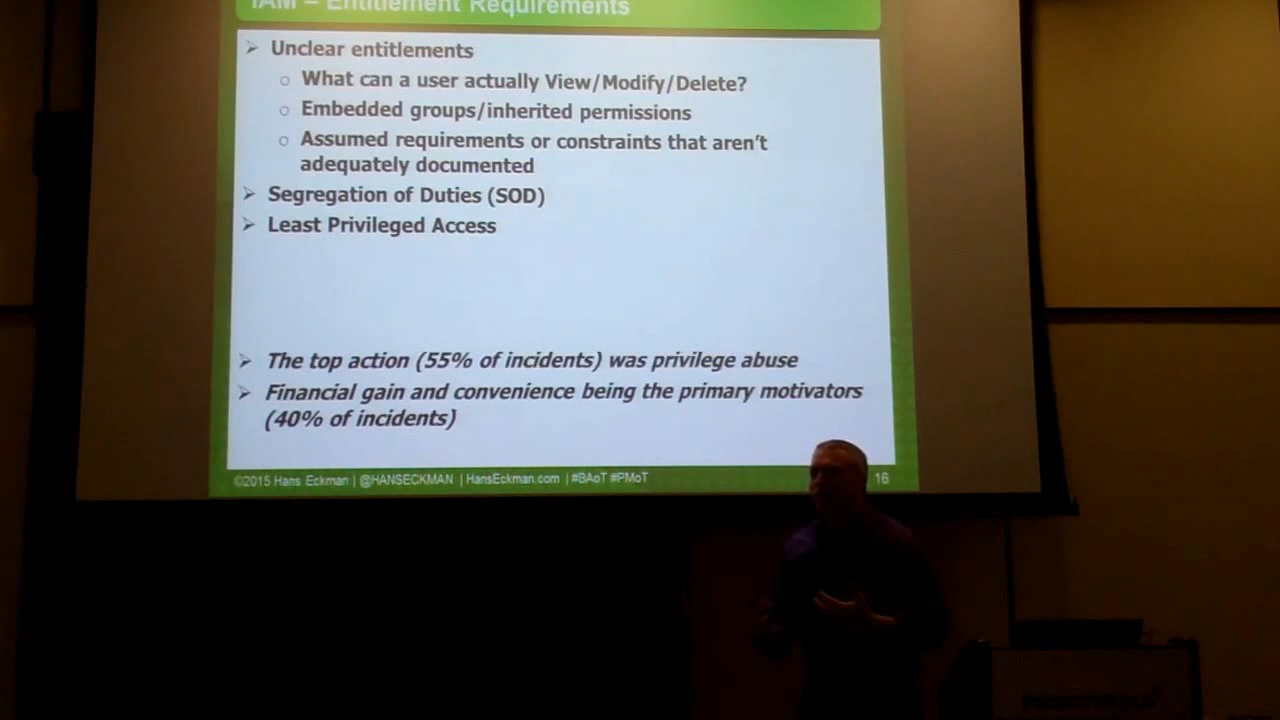 IAM – Entitlement Requirements
➢ Unclear entitlements
○ What can a user actually View/Modify/Delete?
○ Embedded groups/inherited permissions
○ Assumed requirements or constraints that aren't
adequately documented
➢ Segregation of Duties (SOD)
➢ Least Privileged Access
➢ The top action (55% of incidents) was privilege abuse
➢ Financial gain and convenience being the primary motivators
(40% of incidents)
©2015 Hans Eckman | @HANSECKMAN | HansEckman.com | #BAoT #PMoT 16